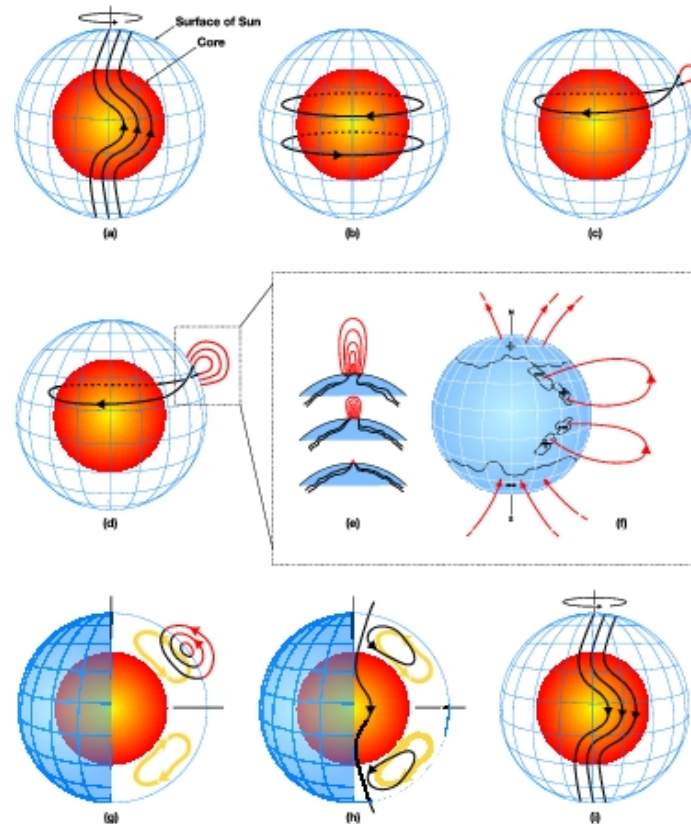 Surface of Sun
Core
(a)
(b)
(c)
(d)
(e)
N
+
S
(f)
(g)
(h)
(i)